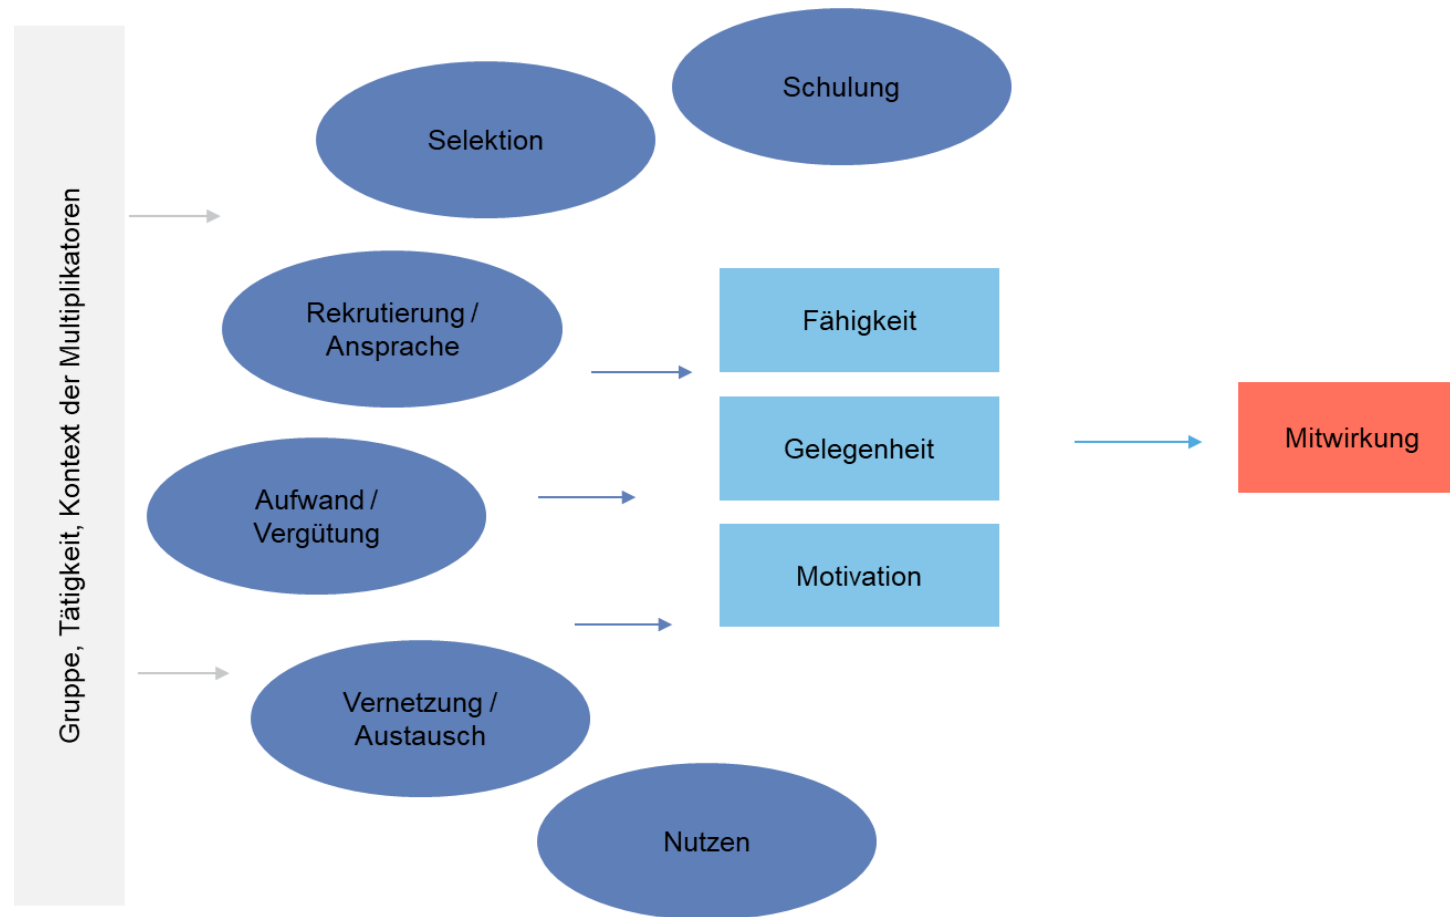 Gruppe, Tätigkeit, Kontext der Multiplikatoren
Schulung
Selektion
Rekrutierung /
Ansprache
Aufwand /
Vergütung
Vernetzung /
Austausch
Nutzen
Fähigkeit
Gelegenheit
Motivation
Mitwirkung